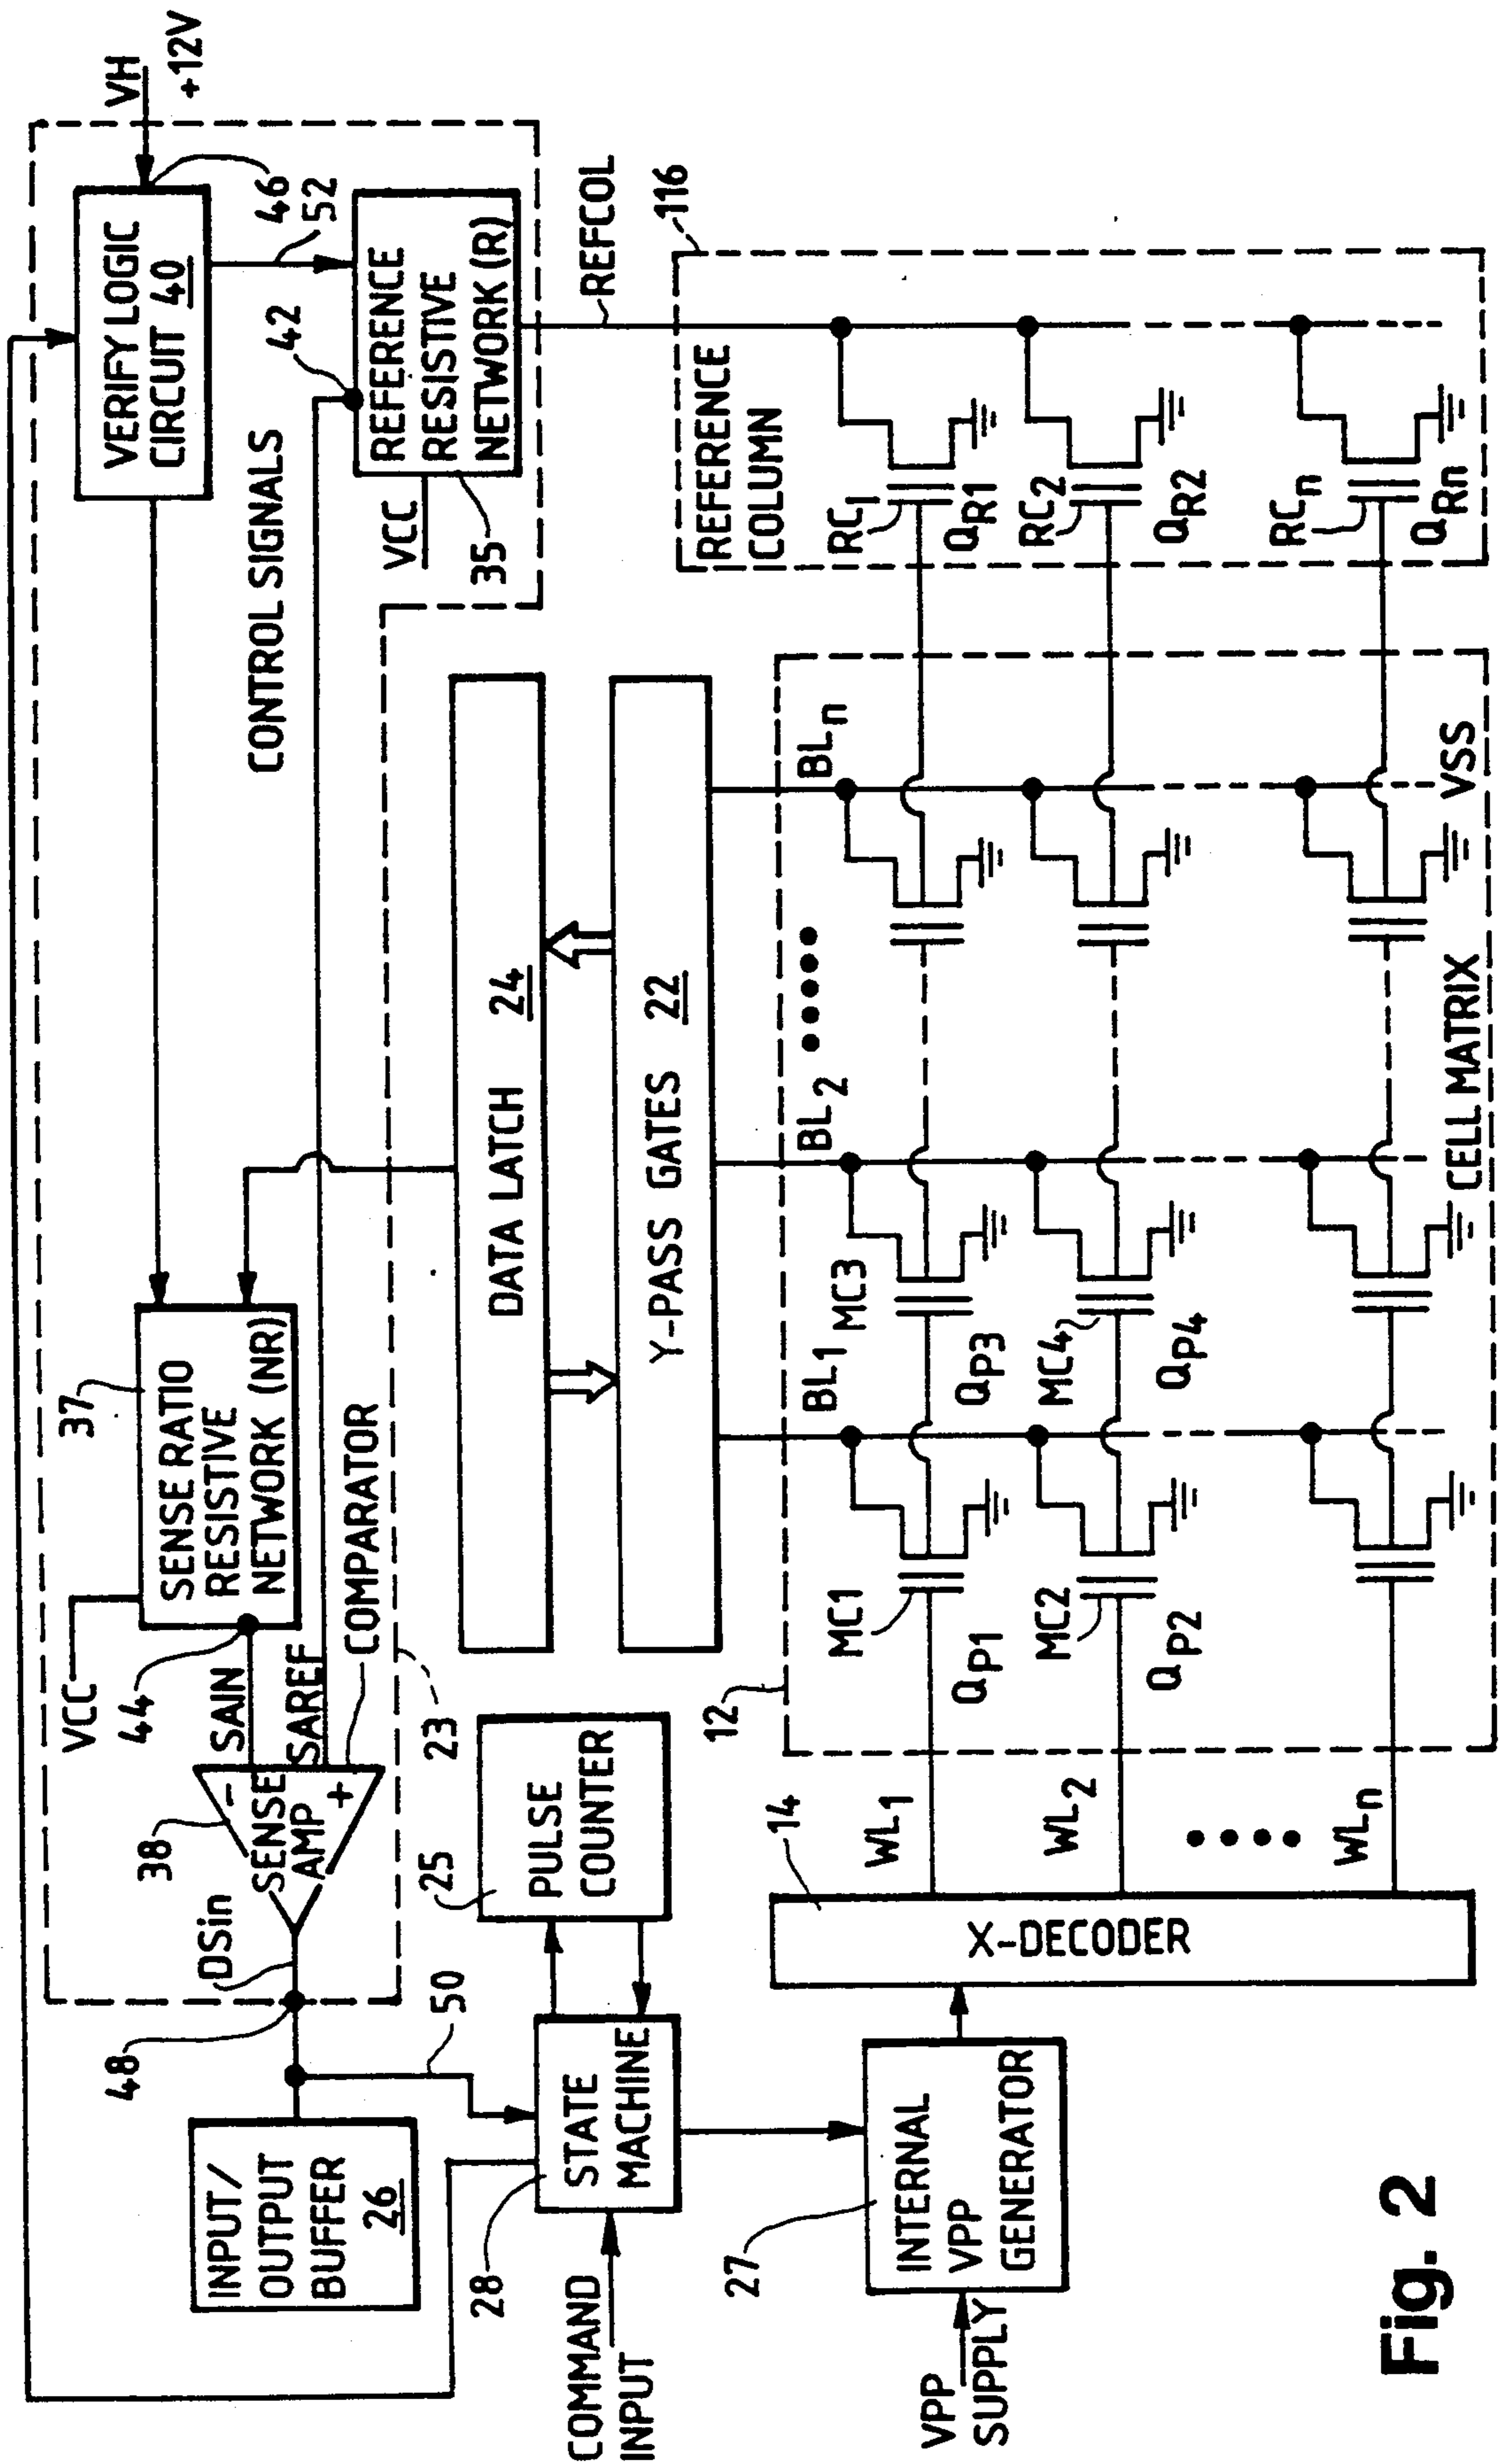 VH
+12V
VERIFY LOGIC
CIRCUIT 40
46
52
42
REFERENCE
RESISTIVE
NETWORK (R)
VCC
35
CONTROL SIGNALS
REFCOL
116
REFERENCE
COLUMN
RC1
QR1
RC2
QR2
RCn
QRn
37
SENSE RATIO
RESISTIVE
NETWORK (NR)
VCC
44
SAIN
SAREF
COMPARATOR
23
38
-
SENSE
AMP
+
DSin
48
50
DATA LATCH 24
Y-PASS GATES 22
BL1
BL2
BLn
MC1
QP1
MC2
QP2
MC3
QP3
MC4
QP4
VSS
CELL MATRIX
12
INPUT/
OUTPUT
BUFFER
26
25
PULSE
COUNTER
28
STATE
MACHINE
COMMAND
INPUT
27
INTERNAL
VPP
GENERATOR
VPP
SUPPLY
14
X-DECODER
WL1
WL2
WLn
Fig. 2